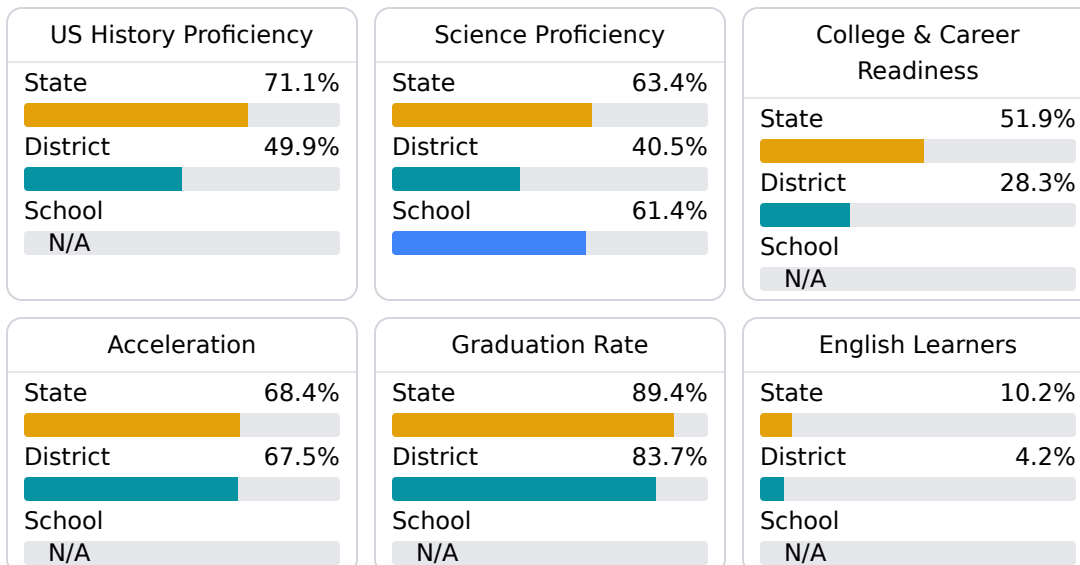 US History Proficiency
State 71.1%
District 49.9%
School
N/A
Science Proficiency
State 63.4%
District 40.5%
School 61.4%
College & Career
Readiness
State 51.9%
District 28.3%
School
N/A
Acceleration
State 68.4%
District 67.5%
School
N/A
Graduation Rate
State 89.4%
District 83.7%
School
N/A
English Learners
State 10.2%
District 4.2%
School
N/A